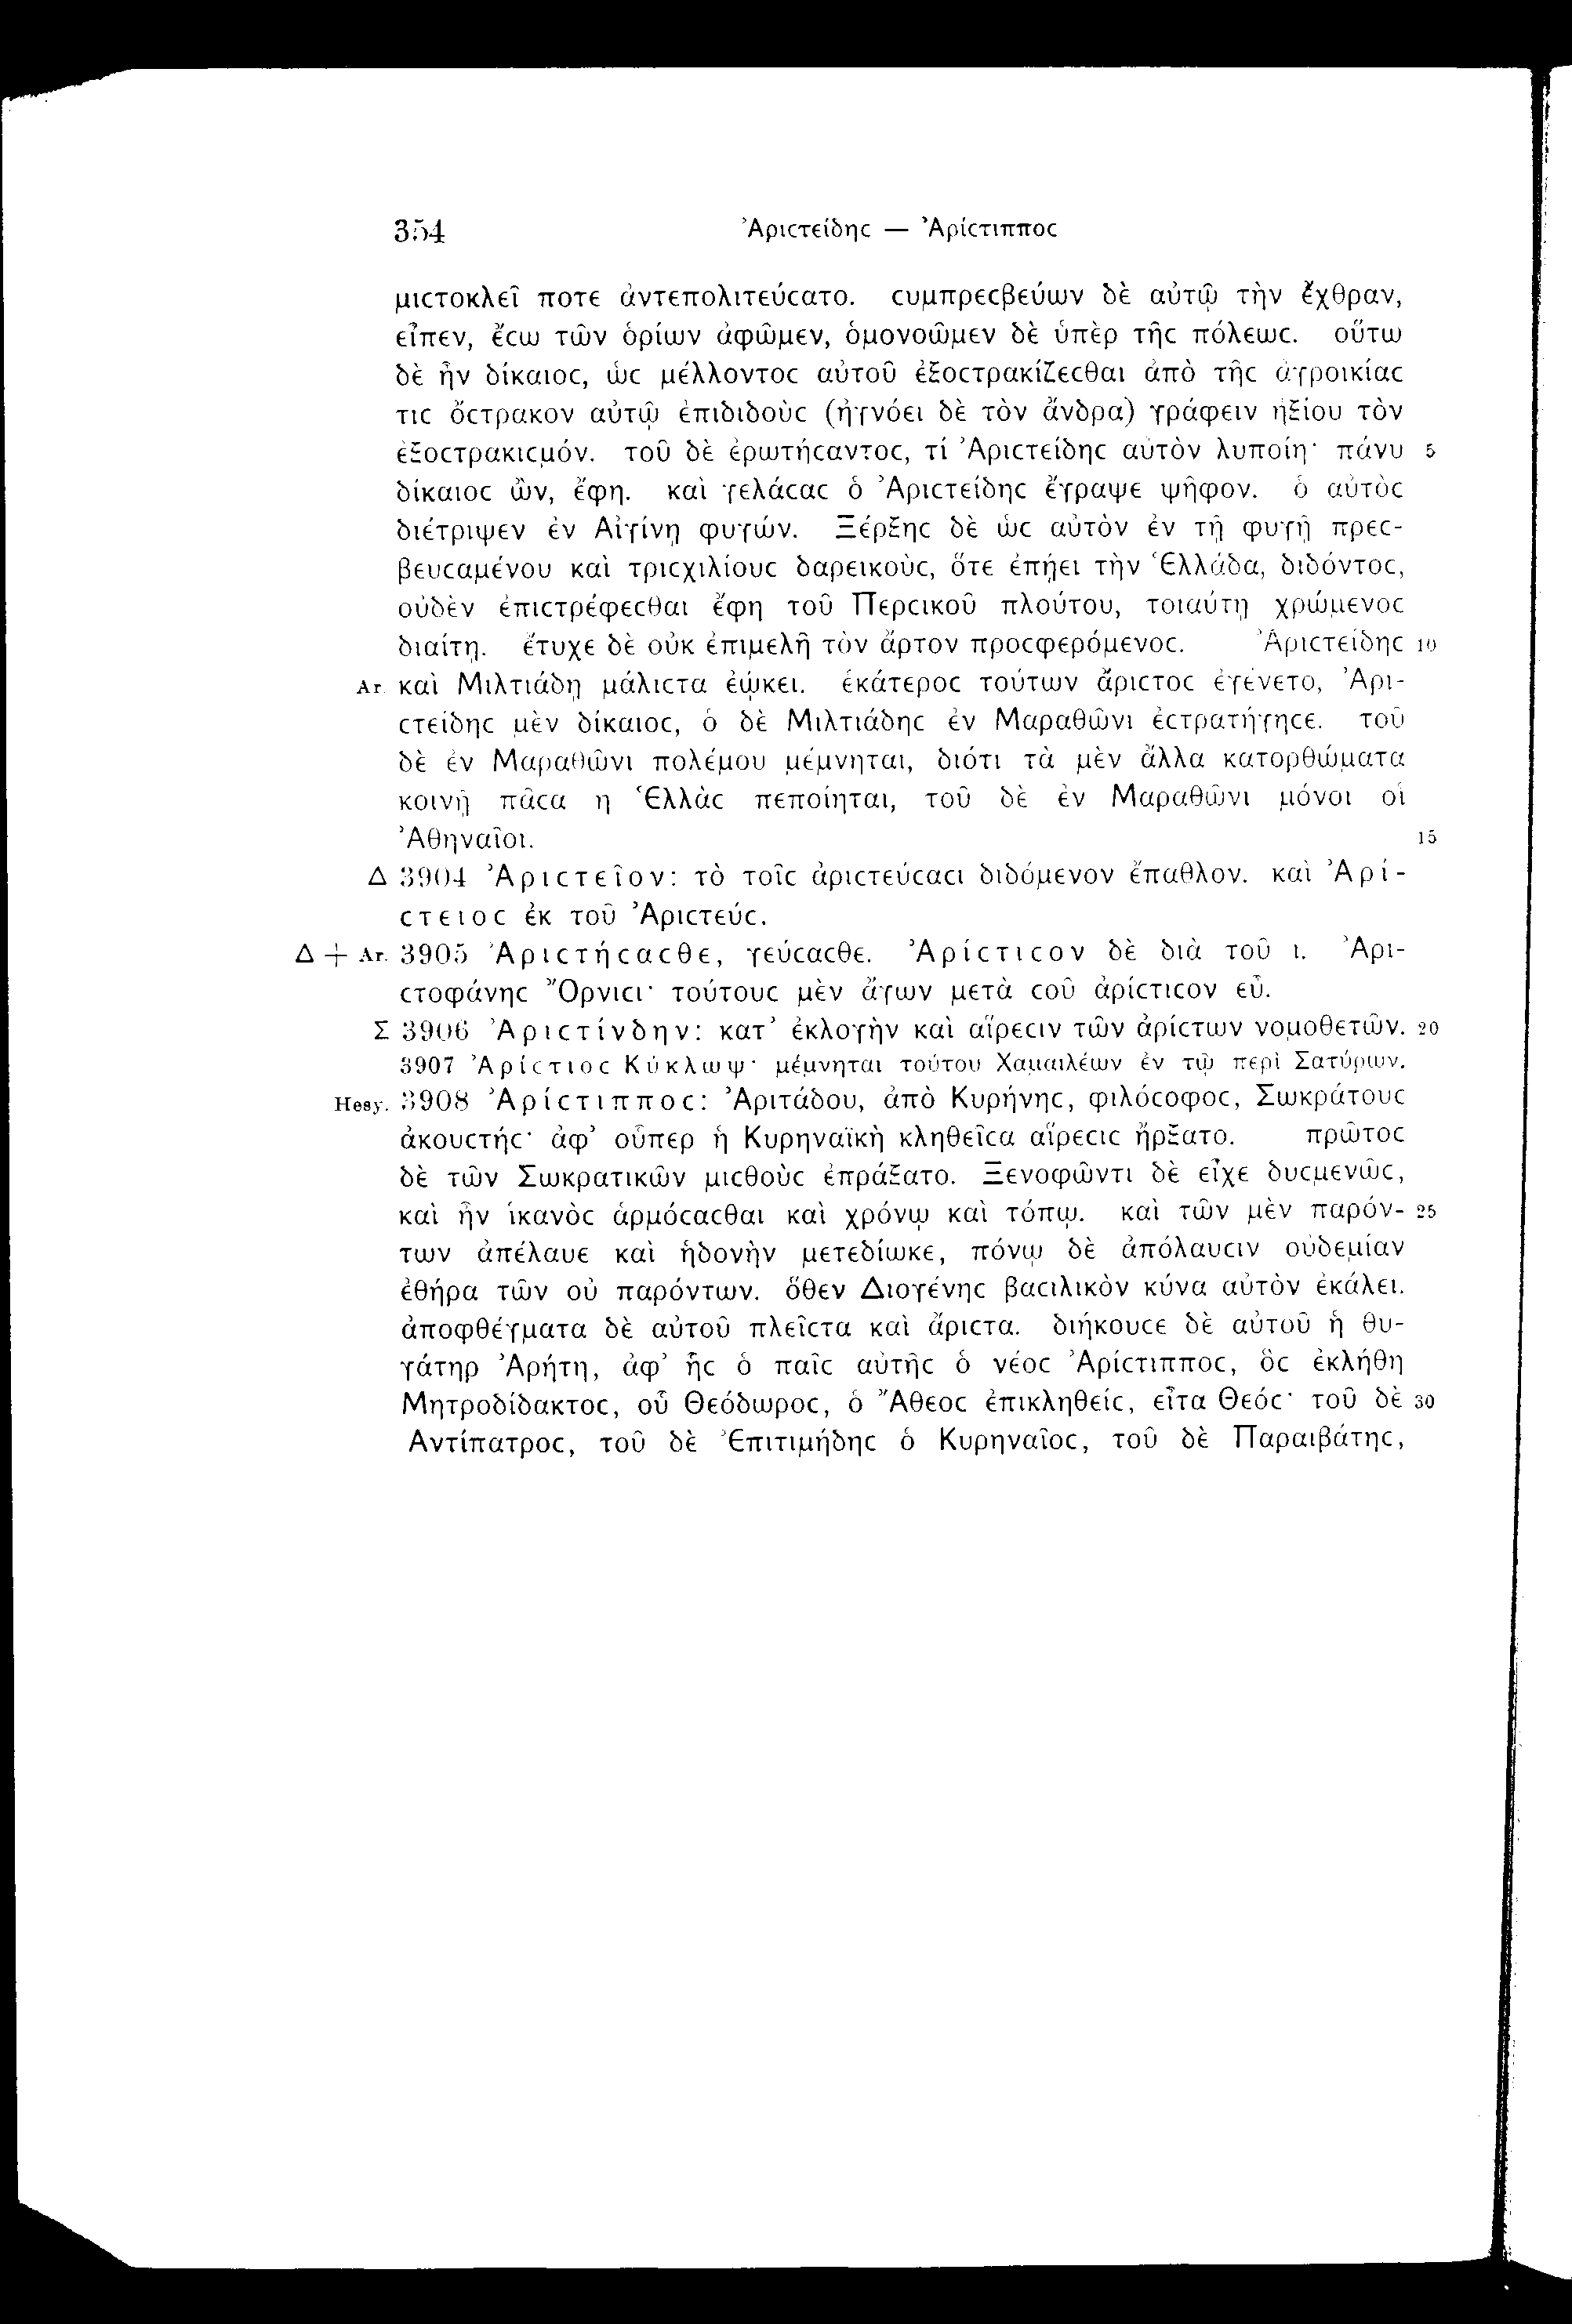 354 Ἀριϲτείδηϲ — Ἀρίϲτιπποϲ
μιϲτοκλεῖ ποτε ἀντεπολιτεύϲατο. ϲυμπρεϲβεύων δὲ αὐτῷ τὴν ἔχθραν,
εἶπεν, ἔϲω τῶν ὁρίων ἀφῶμεν, ὁμονοῶμεν δὲ ὑπὲρ τῆϲ πόλεωϲ. οὕτω
δὲ ἦν δίκαιοϲ, ὡϲ μέλλοντοϲ αὐτοῦ ἐξοϲτρακίζεϲθαι ἀπὸ τῆϲ ἀγροικίαϲ
τιϲ ὄϲτρακον αὐτῷ ἐπιδιδοὺϲ (ἠγνόει δὲ τὸν ἄνδρα) γράφειν ἠξίου τὸν
ἐξοϲτρακιϲμόν. τοῦ δὲ ἐρωτήϲαντοϲ, τί Ἀριϲτείδηϲ αὐτὸν λυποίη· πάνυ 5
δίκαιοϲ ὤν, ἔφη. καὶ γελάϲαϲ ὁ Ἀριϲτείδηϲ ἔγραψε ψῆφον. ὁ αὐτὸϲ
διέτριψεν ἐν Αἰγίνῃ φυγών. Ξέρξηϲ δὲ ὡϲ αὐτὸν ἐν τῇ φυγῇ πρεϲ-
βευϲαμένου καὶ τριϲχιλίουϲ δαρεικοὺϲ, ὅτε ἐπῄει τὴν Ἑλλάδα, διδόντοϲ,
οὐδὲν ἐπιϲτρέφεϲθαι ἔφη τοῦ Περϲικοῦ πλούτου, τοιαύτῃ χρώμενοϲ
διαίτῃ. ἔτυχε δὲ οὐκ ἐπιμελῆ τὸν ἄρτον προϲφερόμενοϲ. Ἀριϲτείδηϲ 10
Ar. καὶ Μιλτιάδῃ μάλιϲτα ἐῴκει. ἑκάτεροϲ τούτων ἄριϲτοϲ ἐγένετο, Ἀρι-
ϲτείδηϲ μὲν δίκαιοϲ, ὁ δὲ Μιλτιάδηϲ ἐν Μαραθῶνι ἐϲτρατήγηϲε. τοῦ
δὲ ἐν Μαραθῶνι πολέμου μέμνηται, διότι τὰ μὲν ἄλλα κατορθώματα
κοινῇ πᾶϲα η Ἑλλὰϲ πεποίηται, τοῦ δὲ ἐν Μαραθῶνι μόνοι οἱ
Ἀθηναῖοι. 15
Δ 3904 Ἀριϲτεῖον: τὸ τοῖϲ ἀριϲτεύϲαϲι διδόμενον ἔπαθλον. καὶ Ἀρί-
ϲτειοϲ ἐκ τοῦ Ἀριϲτεύϲ.
Δ + Ar. 3905 Ἀριϲτήϲαϲθε, γεύϲαϲθε. Ἀρίϲτιϲον δὲ διὰ τοῦ ι. Ἀρι-
ϲτοφάνηϲ Ὄρνιϲι· τούτουϲ μὲν ἄγων μετὰ ϲοῦ ἀρίϲτιϲον εὖ.
Σ 3906 Ἀριϲτίνδην: κατ’ ἐκλογὴν καὶ αἵρεϲιν τῶν ἀρίϲτων νομοθετῶν. 20
3907 Ἀρίϲτιοϲ Κύκλωψ· μέμνηται τούτου Χαμαιλέων ἐν τῷ περὶ Σατύρων.
Hesy. 3908 Ἀρίϲτιπποϲ: Ἀριτάδου, ἀπὸ Κυρήνηϲ, φιλόϲοφοϲ, Σωκράτουϲ
ἀκουϲτήϲ· ἀφ’ οὗπερ ἡ Κυρηναϊκὴ κληθεῖϲα αἵρεϲιϲ ἤρξατο. πρῶτοϲ
δὲ τῶν Σωκρατικῶν μιϲθοὺϲ ἐπράξατο. Ξενοφῶντι δὲ εἶχε δυϲμενῶϲ,
καὶ ἦν ἱκανὸϲ ἁρμόϲαϲθαι καὶ χρόνῳ καὶ τόπῳ. καὶ τῶν μὲν παρόν- 25
των ἀπέλαυε καὶ ἡδονὴν μετεδίωκε, πόνῳ δὲ ἀπόλαυϲιν οὐδεμίαν
ἐθήρα τῶν οὐ παρόντων. ὅθεν Διογένηϲ βαϲιλικὸν κύνα αὐτὸν ἐκάλει.
ἀποφθέγματα δὲ αὐτοῦ πλεῖϲτα καὶ ἄριϲτα. διήκουϲε δὲ αὐτοῦ ἡ θυ-
γάτηρ Ἀρήτη, ἀφ’ ἧϲ ὁ παῖϲ αὐτῆϲ ὁ νέοϲ Ἀρίϲτιπποϲ, ὃϲ ἐκλήθη
Μητροδίδακτοϲ, οὗ Θεόδωροϲ, ὁ Ἄθεοϲ ἐπικληθείϲ, εἶτα Θεόϲ· τοῦ δὲ 30
Αντίπατροϲ, τοῦ δὲ Ἐπιτιμήδηϲ ὁ Κυρηναῖοϲ, τοῦ δὲ Παραιβάτηϲ,